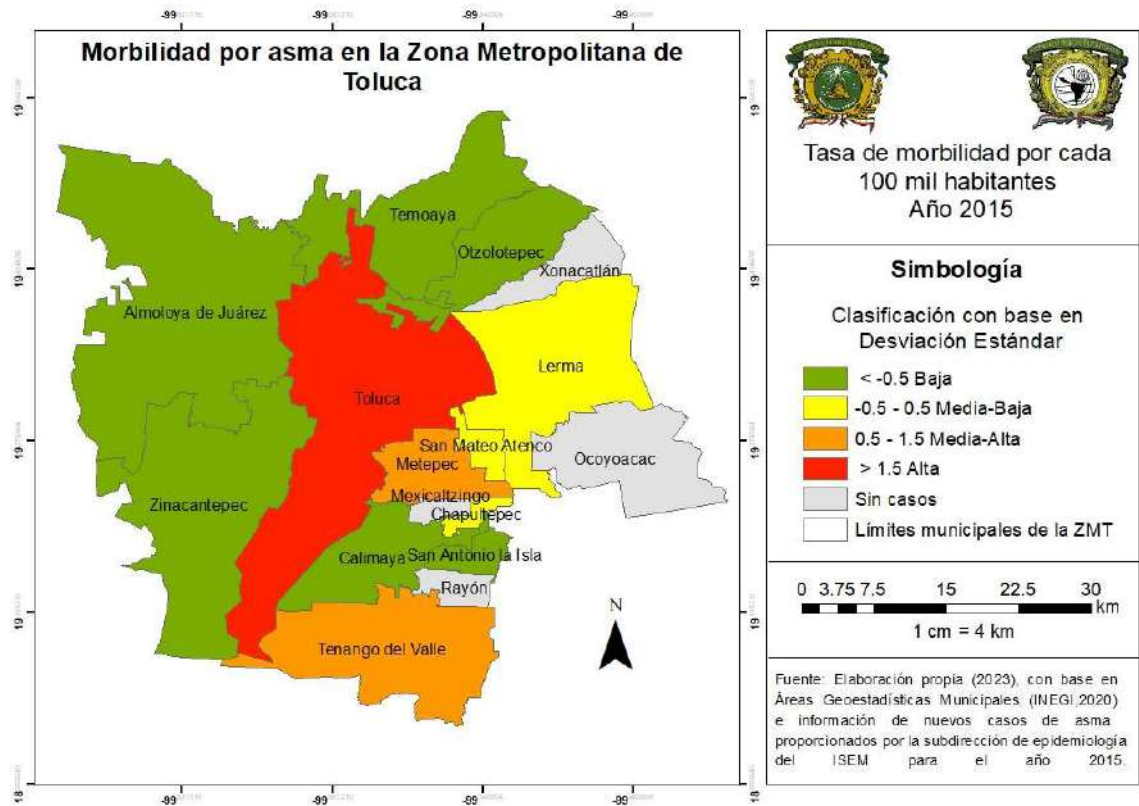 Morbilidad por asma en la Zona Metropolitana de
Toluca
Temoaya
Otzolotepec
Xonacatlán
Almoloya de Juárez
Lerma
Toluca
San Mateo Atenco
Metepec
Ocoyoacac
Zinacantepec
Mexicaltzingo
Chapultepec
Calimaya
San Antonio la Isla
Rayón
Tenango del Valle
N
Tasa de morbilidad por cada
100 mil habitantes
Año 2015
Simbología
Clasificación con base en
Desviación Estándar
< -0.5 Baja
-0.5 - 0.5 Media-Baja
0.5 - 1.5 Media-Alta
> 1.5 Alta
Sin casos
Límites municipales de la ZMT
0 3.75 7.5 15 22.5 30
km
1 cm = 4 km
Fuente: Elaboración propia (2023), con base en
Áreas Geoestadísticas Municipales (INEGI,2020)
e información de nuevos casos de asma
proporcionados por la subdirección de epidemiología
del ISEM para el año 2015.